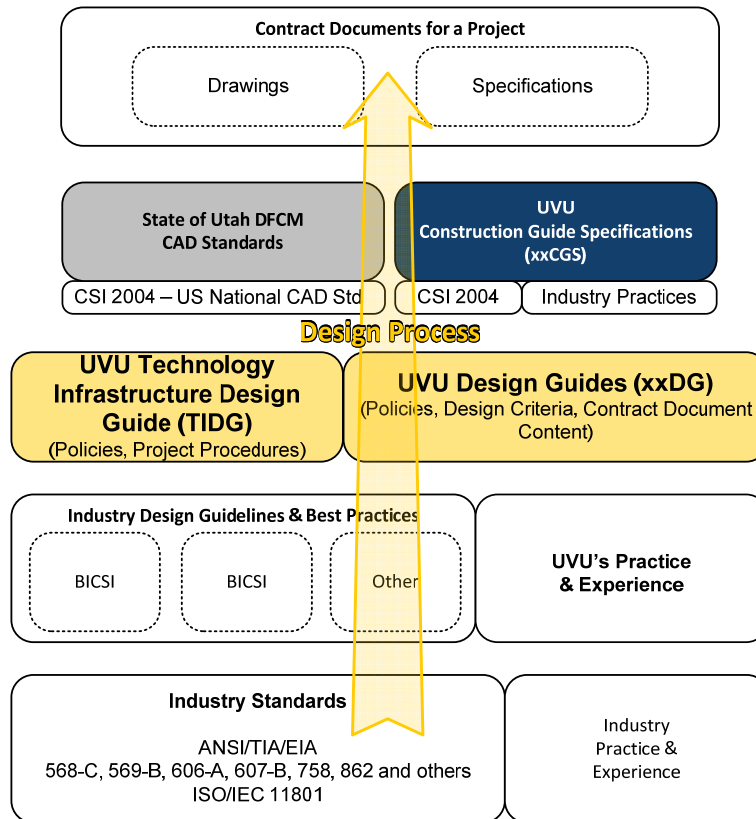 Contract Documents for a Project
Drawings
Specifications
State of Utah DFCM
CAD Standards
UVU
Construction Guide Specifications
(xxCGS)
CSI 2004 – US National CAD Std
CSI 2004
Industry Practices
Design Process
UVU Technology
Infrastructure Design
Guide (TIDG)
(Policies, Project Procedures)
UVU Design Guides (xxDG)
(Policies, Design Criteria, Contract Document
Content)
Industry Design Guidelines & Best Practices
BICSI
BICSI
Other
UVU's Practice
& Experience
Industry Standards
ANSI/TIA/EIA
568-C, 569-B, 606-A, 607-B, 758, 862 and others
ISO/IEC 11801
Industry
Practice &
Experience